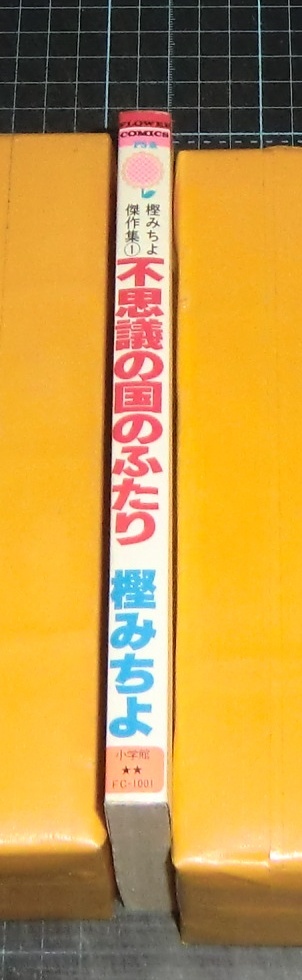 FLOWER
COMICS
樫みちよ
傑作集①
不思議の国のふたり
樫みちよ
小学館
★★
FC-1001